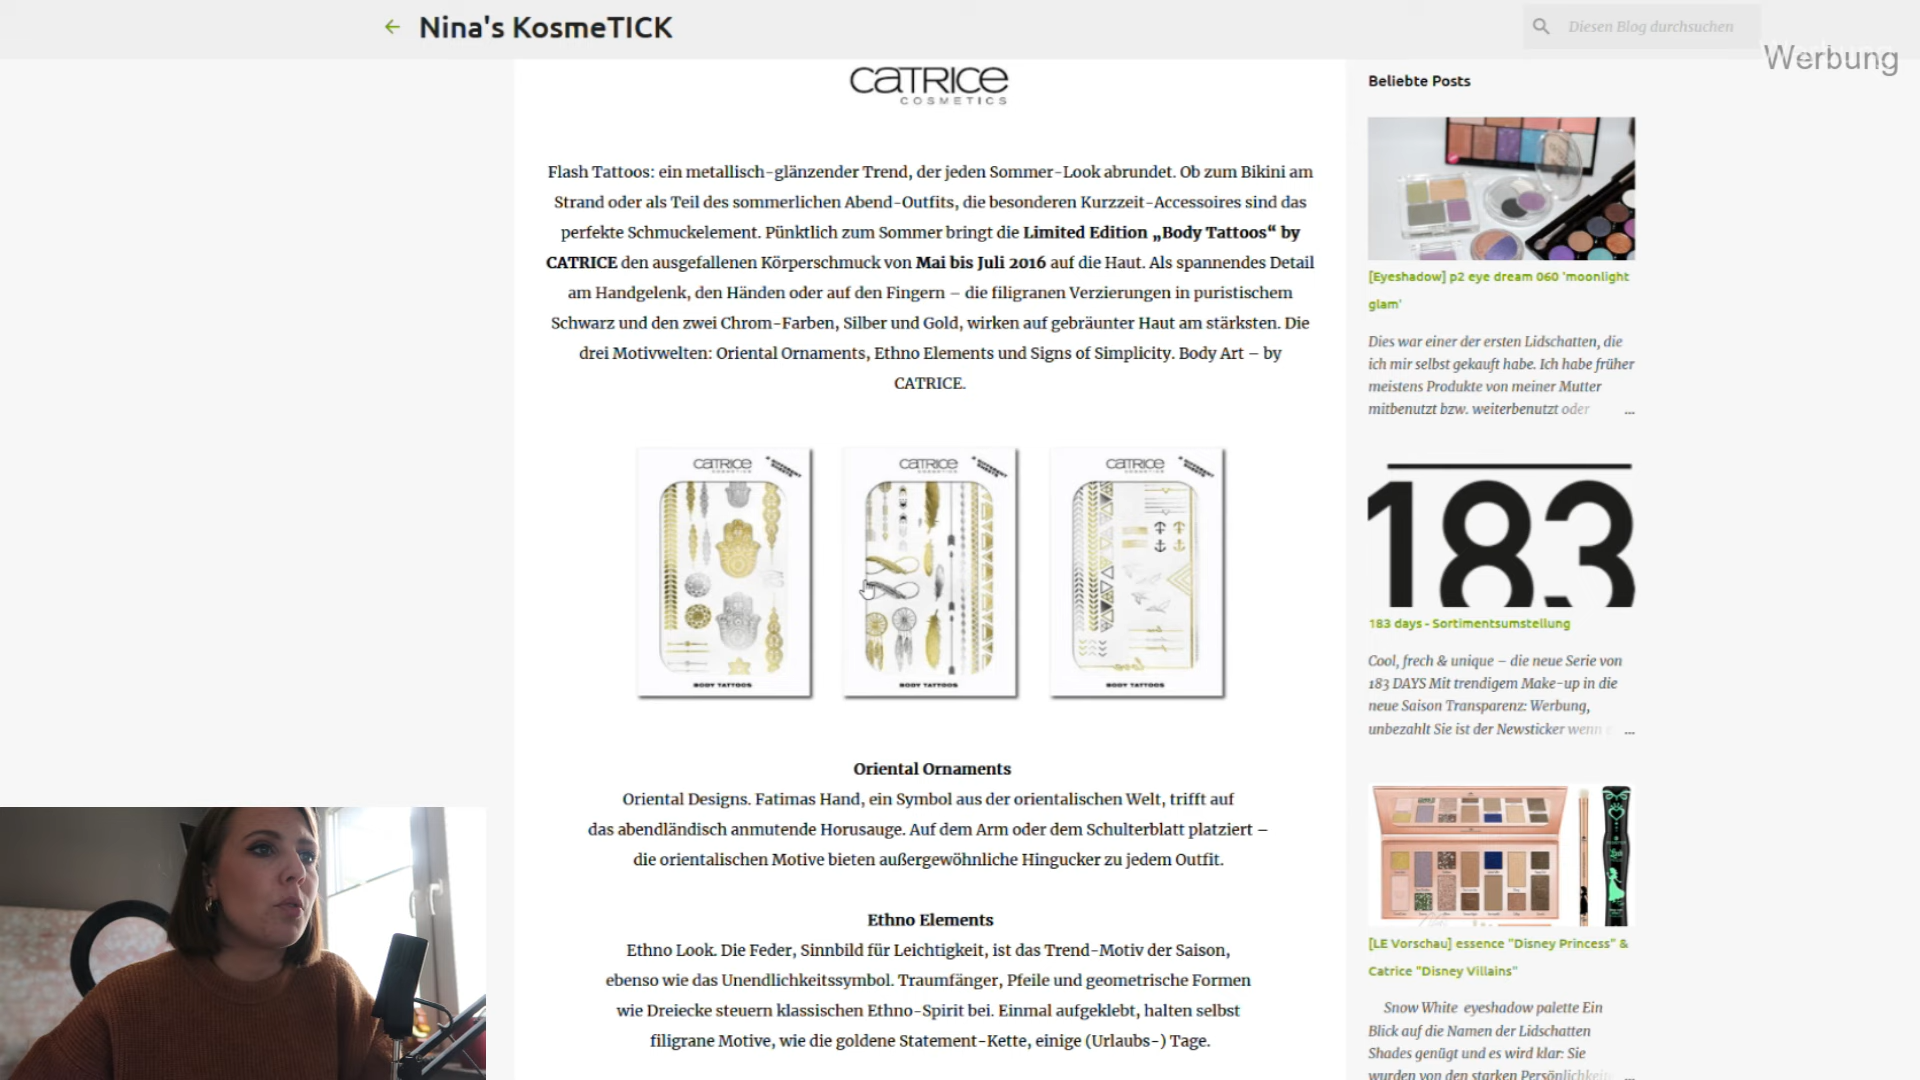 Nina's KosmeTICK
Diesen Blog durchsuchen
Werbung
CATRICE
COSMETICS
Flash Tattoos: ein metallisch-glänzender Trend, der jeden Sommer-Look abrundet. Ob zum Bikini am
Strand oder als Teil des sommerlichen Abend-Outfits, die besonderen Kurzzeit-Accessoires sind das
perfekte Schmuckelement. Pünktlich zum Sommer bringt die Limited Edition „Body Tattoos“ by
CATRICE den ausgefallenen Körperschmuck von Mai bis Juli 2016 auf die Haut. Als spannendes Detail
am Handgelenk, den Händen oder auf den Fingern – die filigranen Verzierungen in puristischem
Schwarz und den zwei Chrom-Farben, Silber und Gold, wirken auf gebräunter Haut am stärksten. Die
drei Motivwelten: Oriental Ornaments, Ethno Elements und Signs of Simplicity. Body Art – by
CATRICE.
CATRICE
COSMETICS
BODY TATTOOS
CATRICE
COSMETICS
BODY TATTOOS
CATRICE
COSMETICS
BODY TATTOOS
Oriental Ornaments
Oriental Designs. Fatimas Hand, ein Symbol aus der orientalischen Welt, trifft auf
das abendländisch anmutende Horusauge. Auf dem Arm oder dem Schulterblatt platziert –
die orientalischen Motive bieten außergewöhnliche Hingucker zu jedem Outfit.
Ethno Elements
Ethno Look. Die Feder, Sinnbild für Leichtigkeit, ist das Trend-Motiv der Saison,
ebenso wie das Unendlichkeitssymbol. Traumfänger, Pfeile und geometrische Formen
wie Dreiecke steuern klassischen Ethno-Spirit bei. Einmal aufgeklebt, halten selbst
filigrane Motive, wie die goldene Statement-Kette, einige (Urlaubs-) Tage.
Beliebte Posts
[Eyeshadow] p2 eye dream 060 'moonlight
glam'
Dies war einer der ersten Lidschatten, die
ich mir selbst gekauft habe. Ich habe früher
meistens Produkte von meiner Mutter
mitbenutzt bzw. weiterbenutzt oder ...
183
183 days - Sortimentsumstellung
Cool, frech & unique – die neue Serie von
183 DAYS Mit trendigem Make-up in die
neue Saison Transparenz: Werbung,
unbezahlt Sie ist der Newsticker wenn ...
[LE Vorschau] essence "Disney Princess" &
Catrice "Disney Villains"
Snow White eyeshadow palette Ein
Blick auf die Namen der Lidschatten
Shades genügt und es wird klar: Sie
wurden von den starken Persönlichkeiten ...